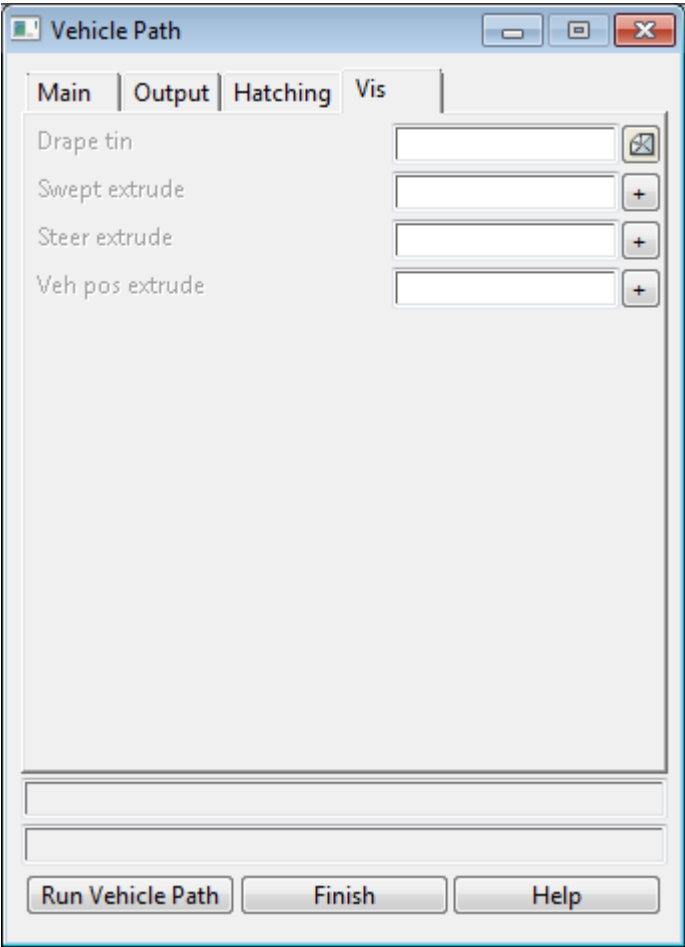 Vehicle Path
Main Output Hatching Vis
Drape tin
Swept extrude +
Steer extrude +
Veh pos extrude +
Run Vehicle Path Finish Help